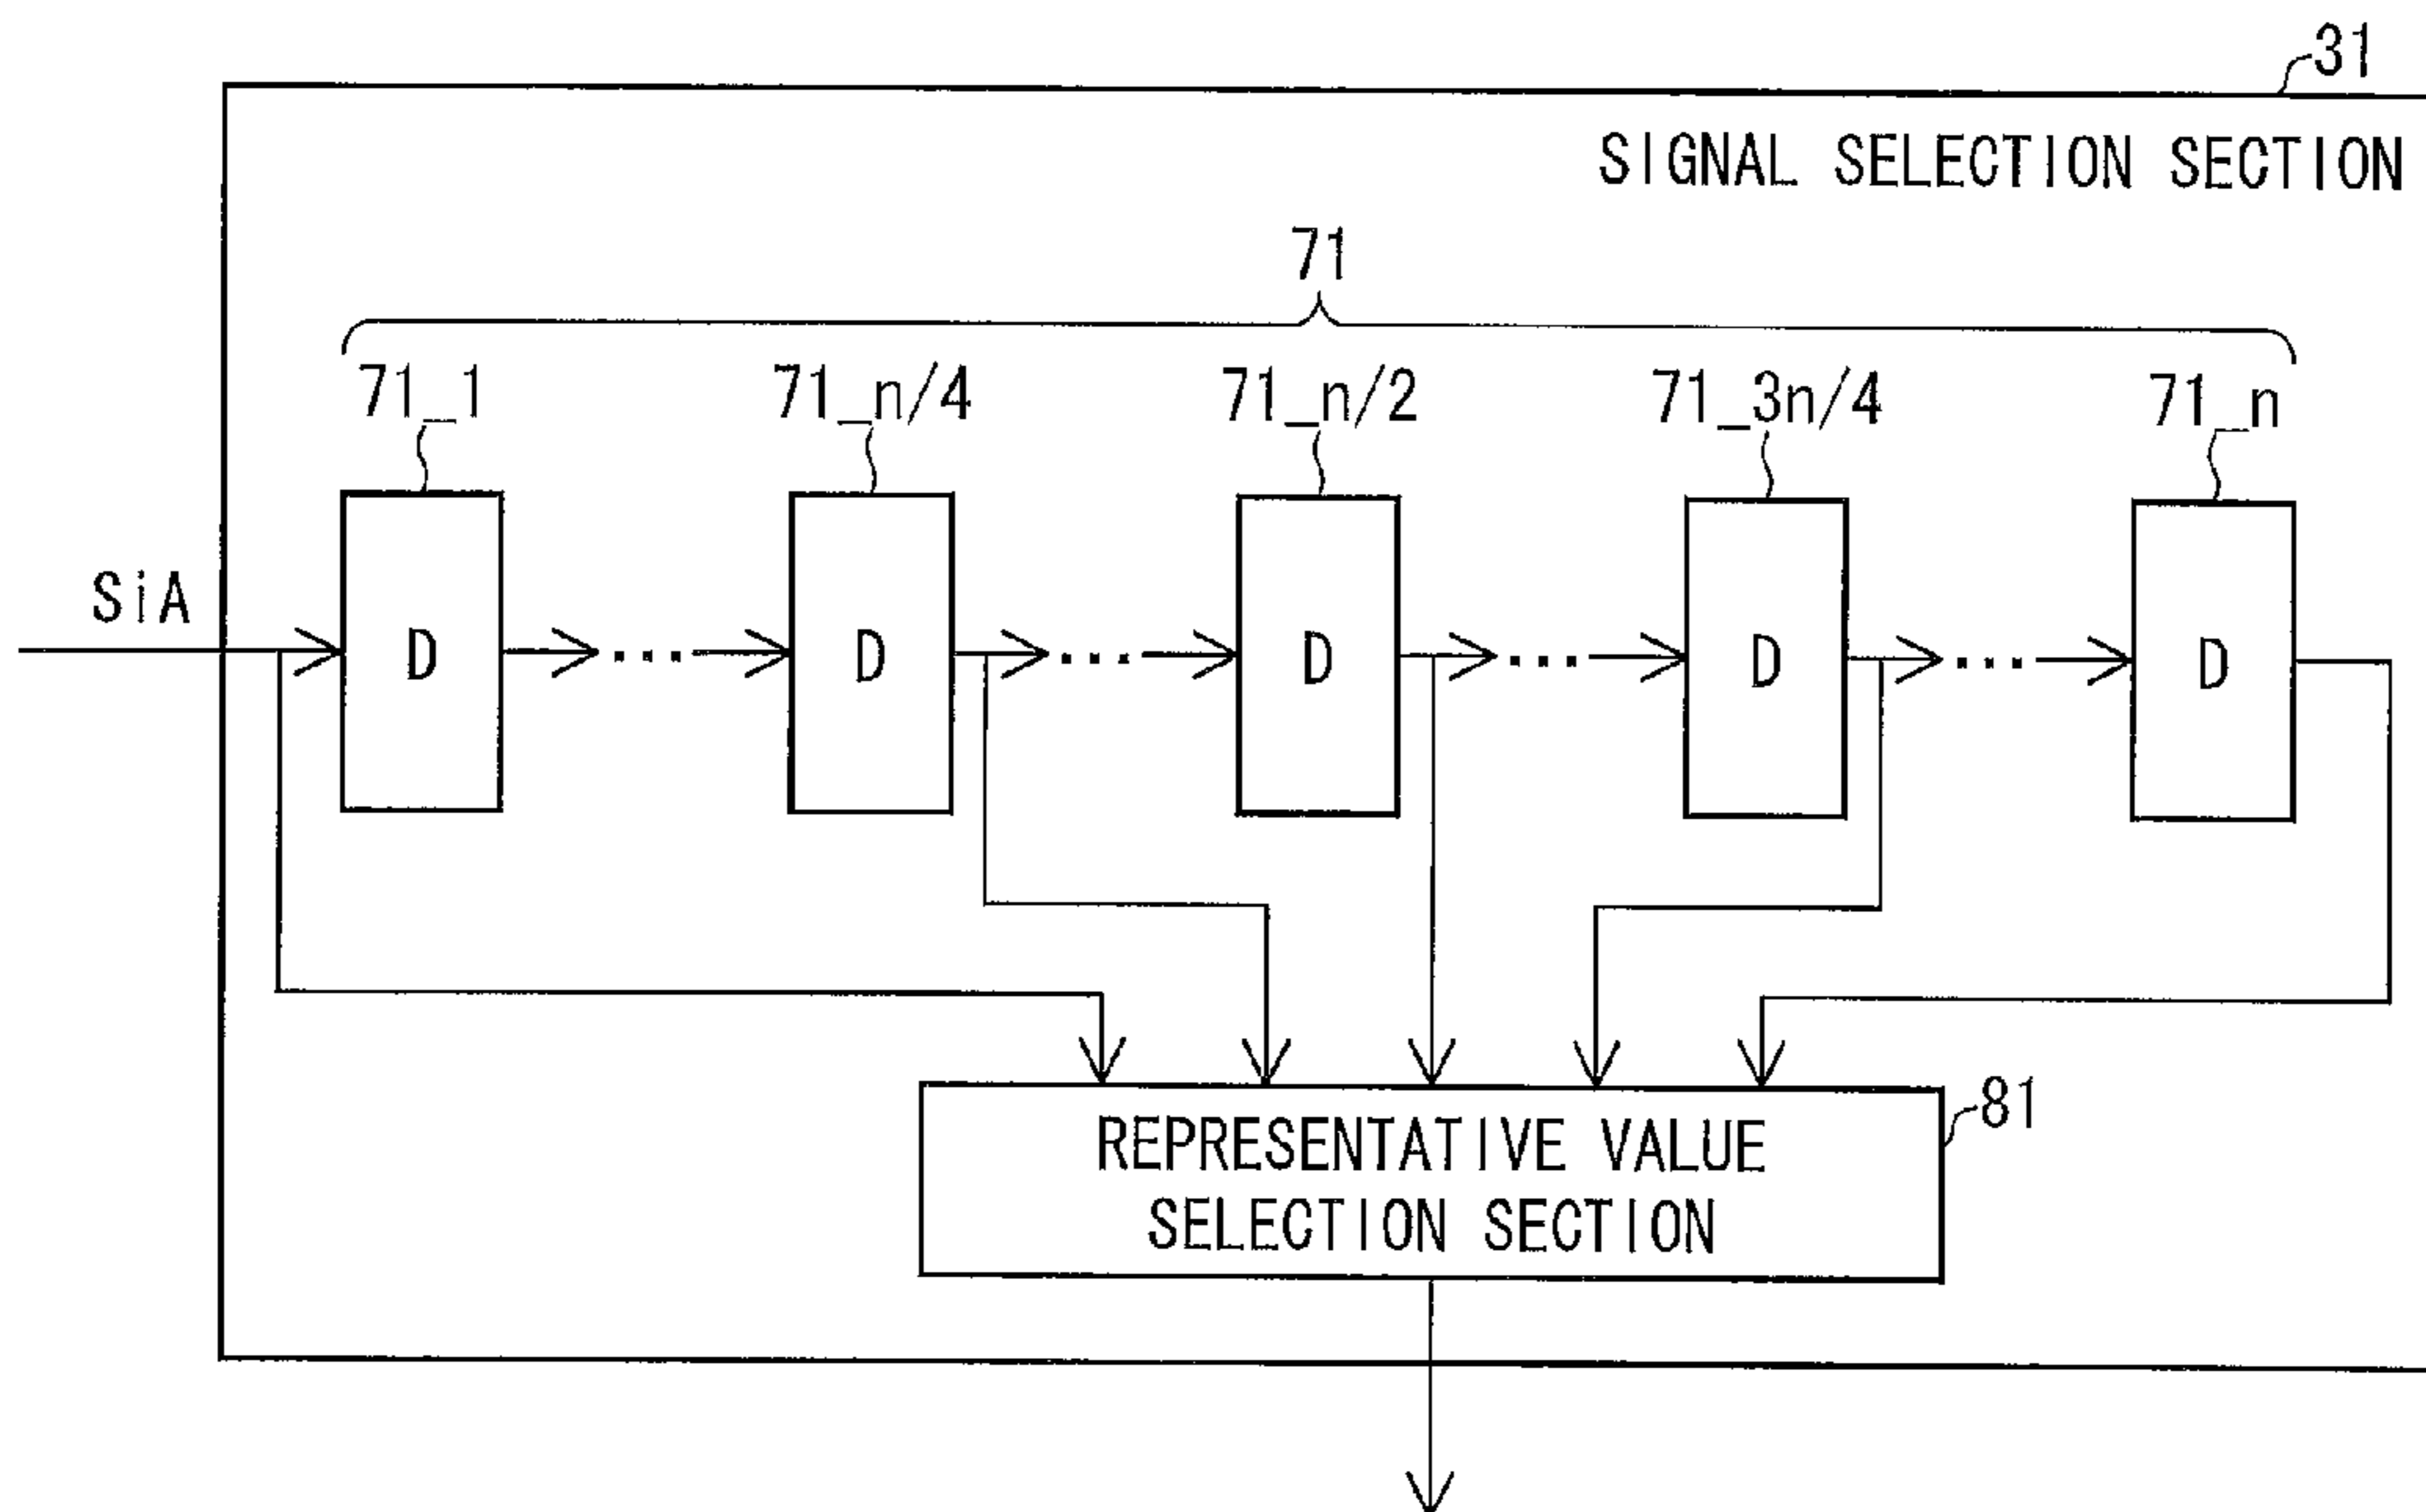 31
SIGNAL SELECTION SECTION
71
71_1 71_n/4 71_n/2 71_3n/4 71_n
SiA
D ... D ... D ... D ... D
81
REPRESENTATIVE VALUE
SELECTION SECTION